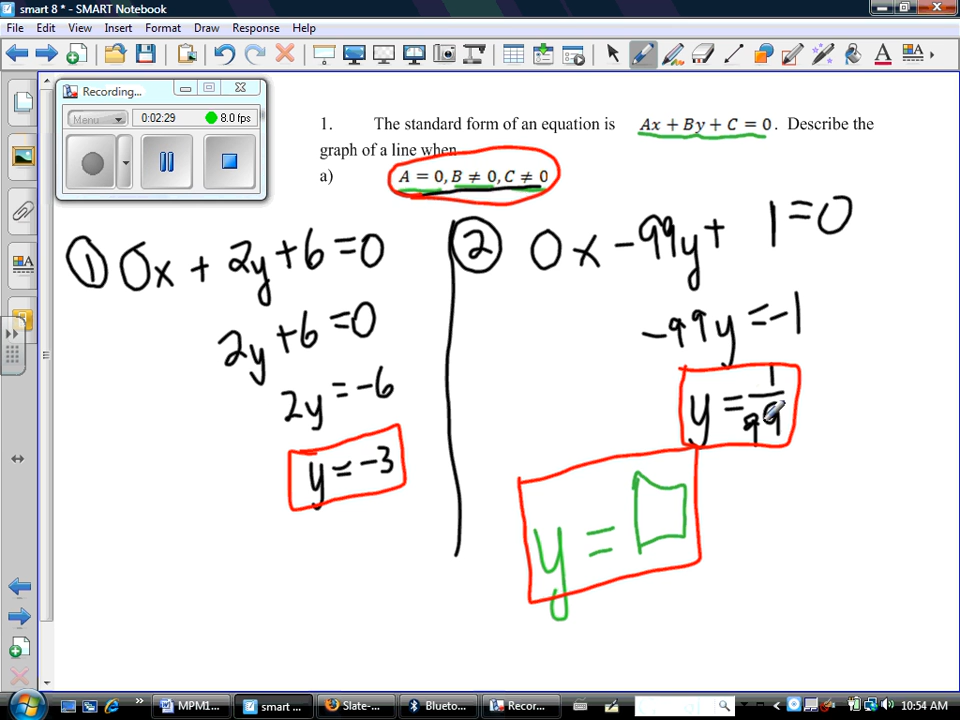 smart 8 * - SMART Notebook
File Edit View Insert Format Draw Response Help
Recording...
Menu 0:02:29 8.0 fps
1. The standard form of an equation is Ax + By + C = 0. Describe the
graph of a line when
a) A = 0, B ≠ 0, C ≠ 0
① 0x + 2y + 6 = 0
2y + 6 = 0
2y = -6
y = -3
② 0x - 99y + 1 = 0
-99y = -1
y = 1/99
y = □
MPM1... smart ... Slate-... Blueto... Recor... 10:54 AM